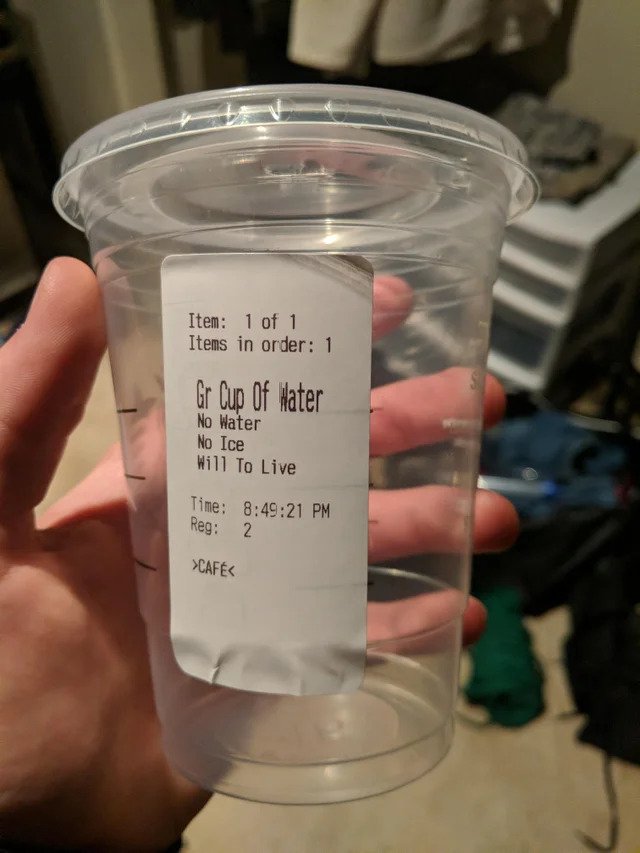 Item: 1 of 1
Items in order: 1
Gr Cup Of Water
No Water
No Ice
Will To Live
Time: 8:49:21 PM
Reg: 2
>CAFÉ<